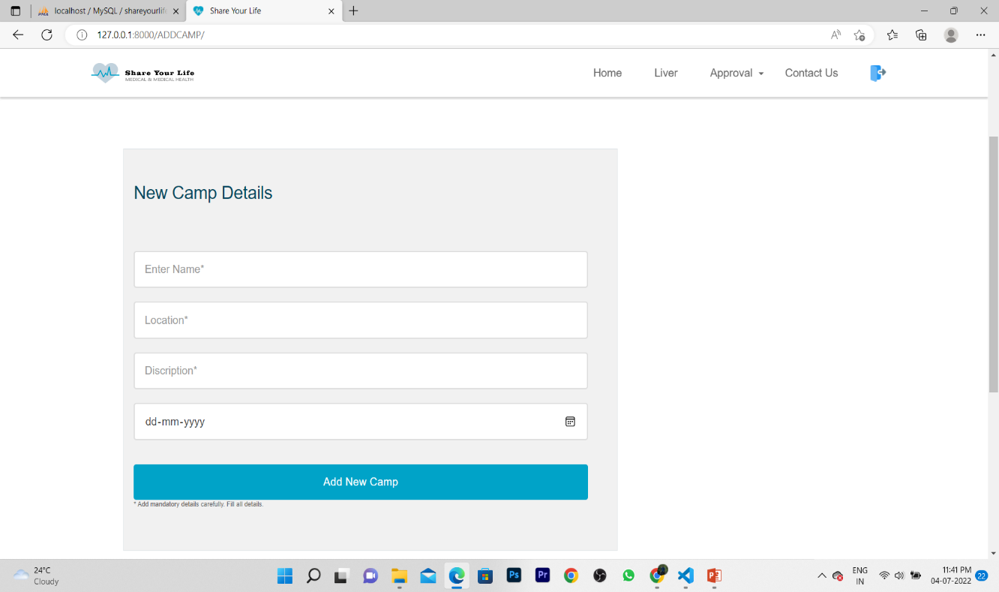 localhost / MySQL / shareyourlife
Share Your Life
127.0.0.1:8000/ADDCAMP/
Share Your Life
MEDICAL & MEDICAL HEALTH
Home Liver Approval Contact Us
New Camp Details
Enter Name*
Location*
Discription*
dd-mm-yyyy
Add New Camp
* Add mandatory details carefully. Fill all details.
24°C
Cloudy
ENG
IN
11:41 PM
04-07-2022
22